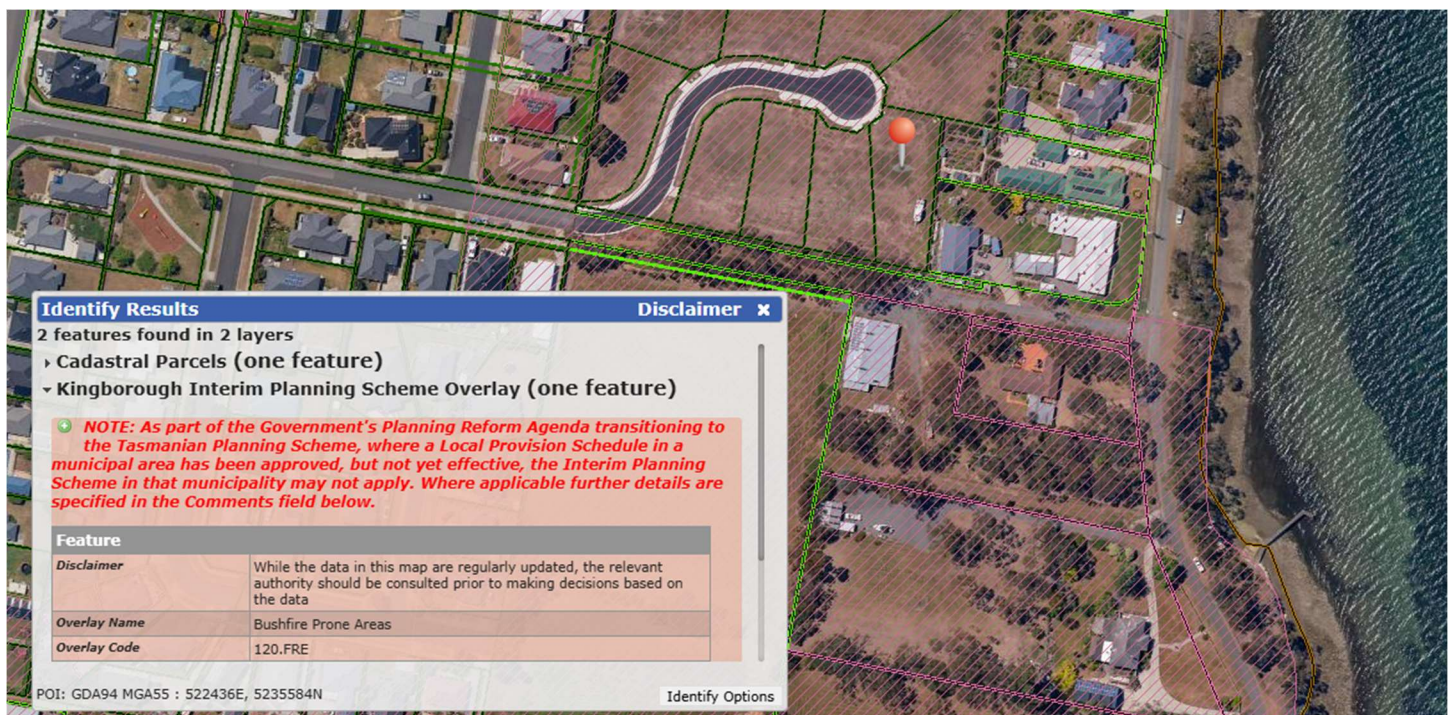 Identify Results Disclaimer ×
2 features found in 2 layers
Cadastral Parcels (one feature)
Kingborough Interim Planning Scheme Overlay (one feature)
NOTE: As part of the Government's Planning Reform Agenda transitioning to
the Tasmanian Planning Scheme, where a Local Provision Schedule in a
municipal area has been approved, but not yet effective, the Interim Planning
Scheme in that municipality may not apply. Where applicable further details are
specified in the Comments field below.
Feature
Disclaimer While the data in this map are regularly updated, the relevant
authority should be consulted prior to making decisions based on
the data
Overlay Name Bushfire Prone Areas
Overlay Code 120.FRE
POI: GDA94 MGA55 : 522436E, 5235584N Identify Options